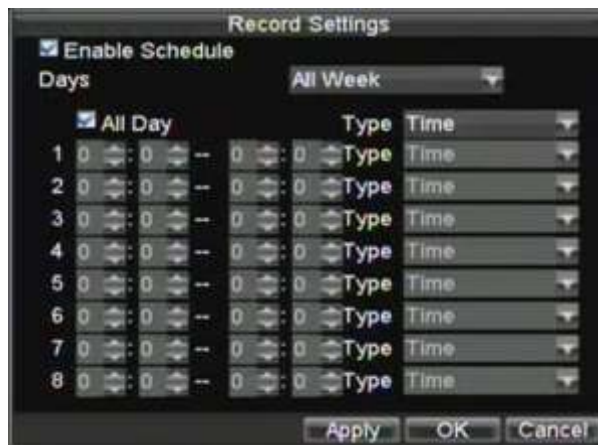 Record Settings
Enable Schedule
Days All Week
All Day Type Time
1 0 : 0 -- 0 : 0 Type Time
2 0 : 0 -- 0 : 0 Type Time
3 0 : 0 -- 0 : 0 Type Time
4 0 : 0 -- 0 : 0 Type Time
5 0 : 0 -- 0 : 0 Type Time
6 0 : 0 -- 0 : 0 Type Time
7 0 : 0 -- 0 : 0 Type Time
8 0 : 0 -- 0 : 0 Type Time
Apply OK Cancel